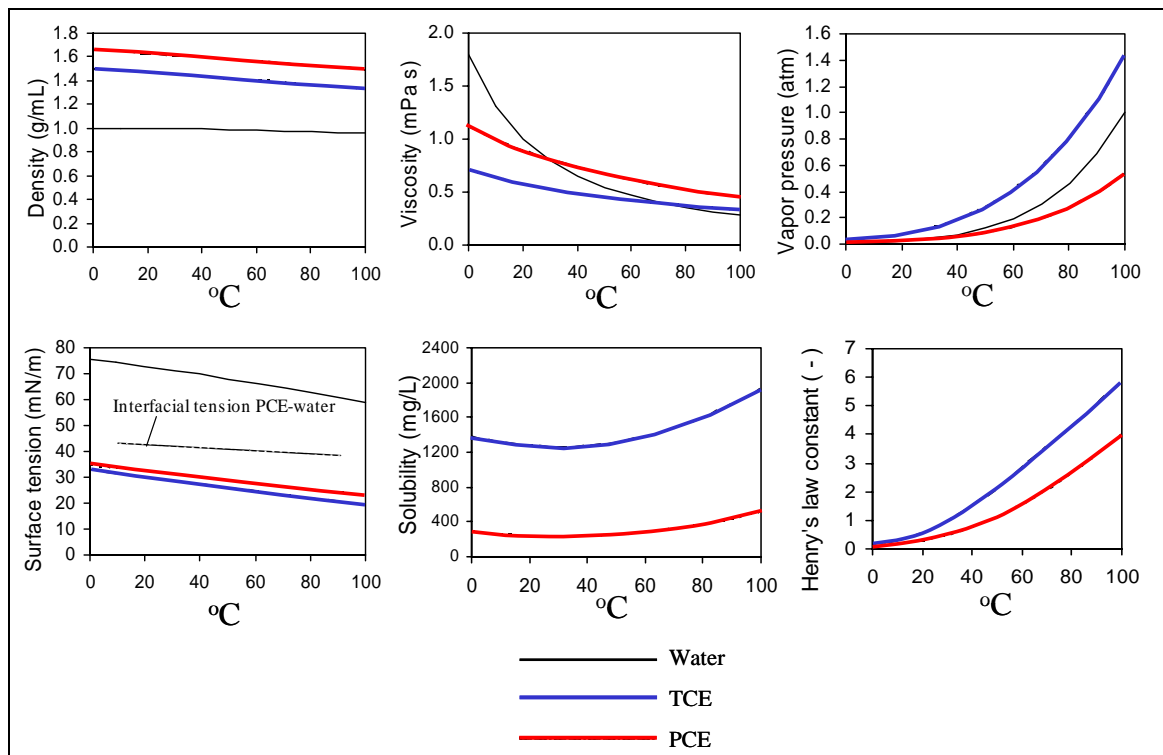 Density (g/mL)
1.8
1.6
1.4
1.2
1.0
0.8
0.6
0.4
0.2
0.0
0 20 40 60 80 100
°C
Viscosity (mPa s)
2.0
1.5
1.0
0.5
0.0
0 20 40 60 80 100
°C
Vapor pressure (atm)
1.6
1.4
1.2
1.0
0.8
0.6
0.4
0.2
0.0
0 20 40 60 80 100
°C
Surface tension (mN/m)
80
70
60
50
40
30
20
10
0
Interfacial tension PCE-water
0 20 40 60 80 100
°C
Solubility (mg/L)
2400
2000
1600
1200
800
400
0
0 20 40 60 80 100
°C
Henry's law constant ( - )
7
6
5
4
3
2
1
0
0 20 40 60 80 100
°C
Water
TCE
PCE